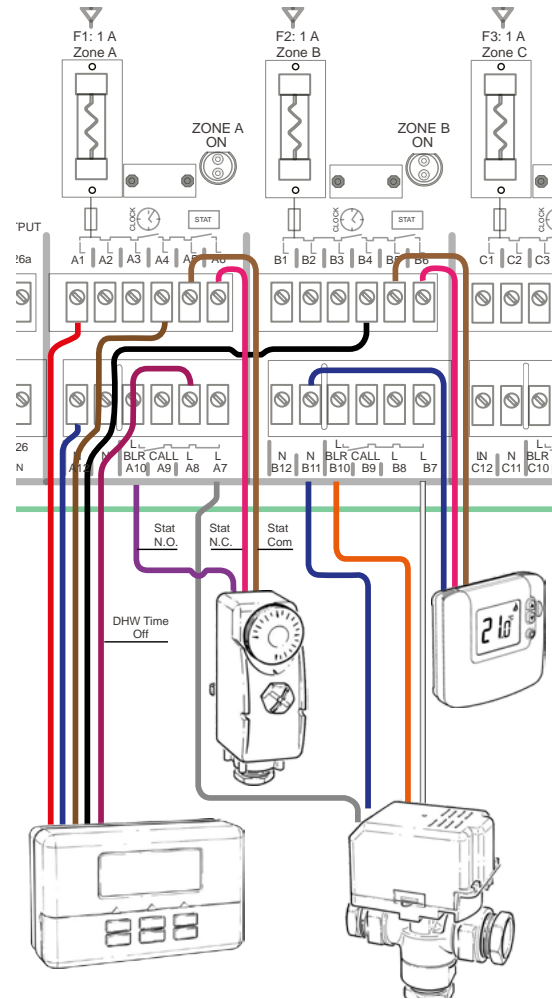 F1: 1 A
Zone A
F2: 1 A
Zone B
F3: 1 A
Zone C
ZONE A
ON
ZONE B
ON
CLOCK
STAT
CLOCK
STAT
CLOCK
TPUT
26a
A1 A2 A3 A4 A5 A6
B1 B2 B3 B4 B5 B6
C1 C2 C3
26
N
N
A12
N
L
BLR
A10
CALL
A9
L
A8
L
A7
N
B12
N
B11
L
BLR
B10
CALL
B9
L
B8
L
B7
N
C12
N
C11
L
BLR
C10
Stat
N.O.
Stat
N.C.
Stat
Com
DHW Time
Off
21.0°